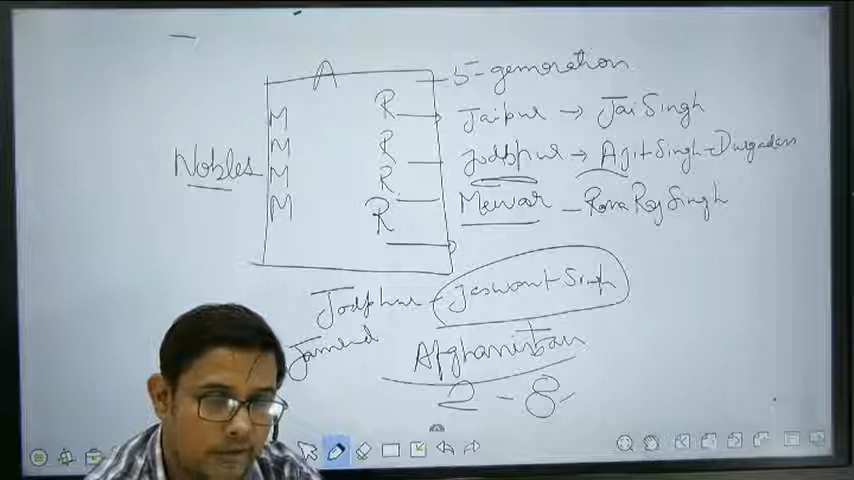 A
5-generation
M R Jaipur → Jai Singh
M R Jodhpur → Ajit Singh-Durgadas
Nobles
M R Mewar - Rana Raj Singh
M R
Jodphur - Jaswant Singh
Jamrud
Afghanistan
2-8-